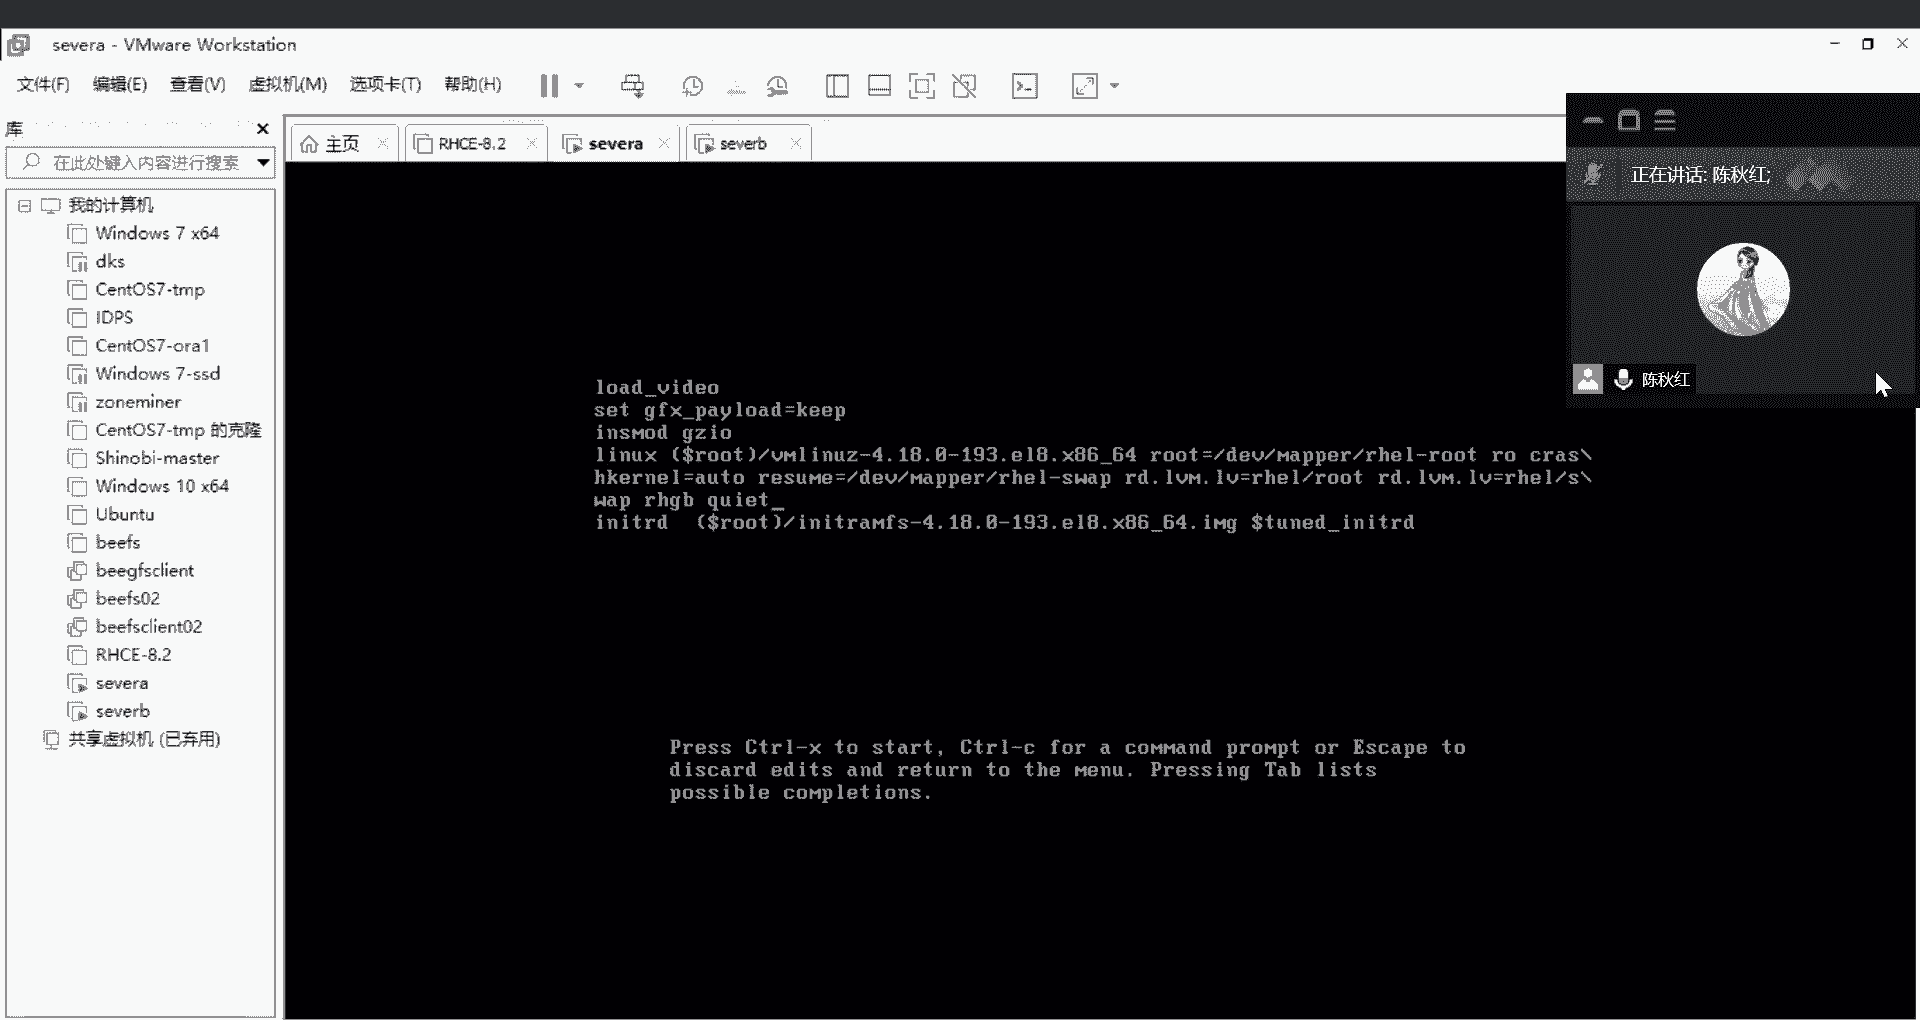 severa - VMware Workstation
文件(F) 编辑(E) 查看(V) 虚拟机(M) 选项卡(T) 帮助(H)
库
在此处键入内容进行搜索
我的计算机
Windows 7 x64
dks
CentOS7-tmp
IDPS
CentOS7-ora1
Windows 7-ssd
zoneminer
CentOS7-tmp 的克隆
Shinobi-master
Windows 10 x64
Ubuntu
beefs
beegfsclient
beefs02
beefsclient02
RHCE-8.2
severa
severb
共享虚拟机 (已弃用)
主页 RHCE-8.2 severa severb
load_video
set gfx_payload=keep
insmod gzio
linux ($root)/vmlinuz-4.18.0-193.el8.x86_64 root=/dev/mapper/rhel-root ro cras\
hkernel=auto resume=/dev/mapper/rhel-swap rd.lvm.lv=rhel/root rd.lvm.lv=rhel/s\
wap rhgb quiet_
initrd  ($root)/initramfs-4.18.0-193.el8.x86_64.img $tuned_initrd
Press Ctrl-x to start, Ctrl-c for a command prompt or Escape to
discard edits and return to the menu. Pressing Tab lists
possible completions.
正在讲话: 陈秋红;
陈秋红